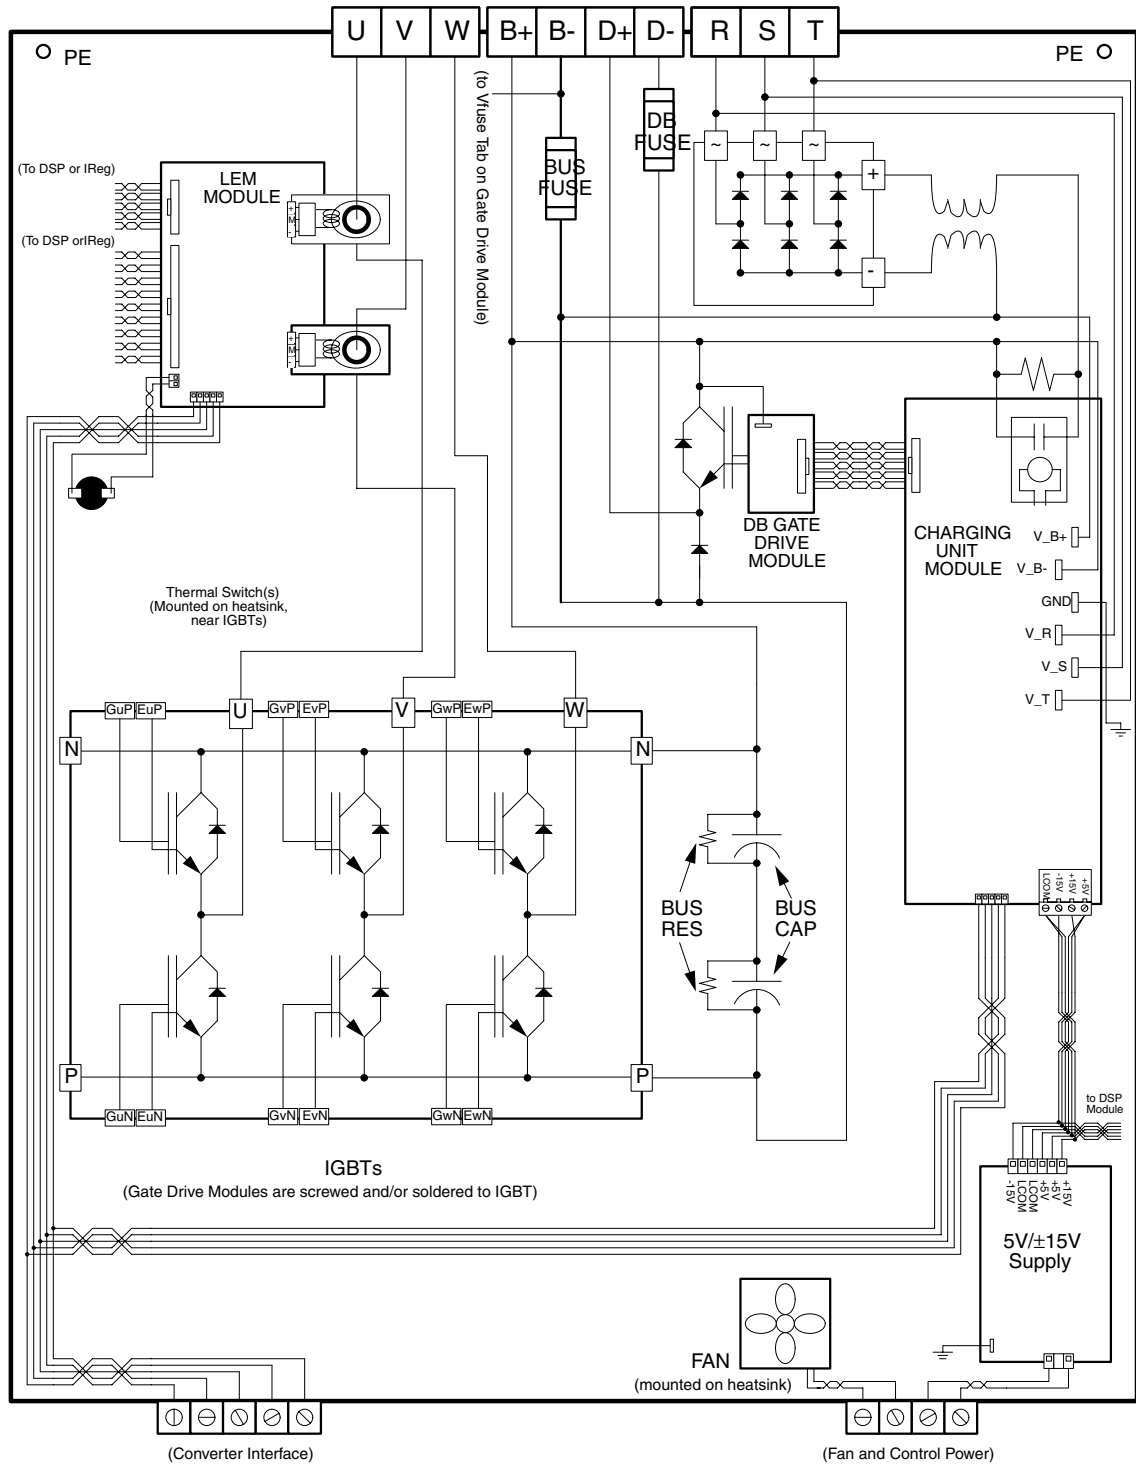 U V W B+ B- D+ D- R S T
PE
PE
(to Vfuse Tab on Gate Drive Module)
DB
FUSE
BUS
FUSE
~ ~ ~
+
-
(To DSP or IReg)
(To DSP orIReg)
LEM
MODULE
+
M
-
+
M
-
DB GATE
DRIVE
MODULE
CHARGING
UNIT
MODULE
V_B+
V_B-
GND
V_R
V_S
V_T
Thermal Switch(s)
(Mounted on heatsink,
near IGBTs)
GuP EuP U GvP EvP V GwP EwP W
N
N
BUS
RES
BUS
CAP
LCOM
-15V
+15V
+5V
P
P
GuN EuN GvN EvN GwN EwN
to DSP
Module
IGBTs
(Gate Drive Modules are screwed and/or soldered to IGBT)
-15V
LCOM
LCOM
+5V
+5V
+15V
5V/±15V
Supply
FAN
(mounted on heatsink)
(Converter Interface)
(Fan and Control Power)